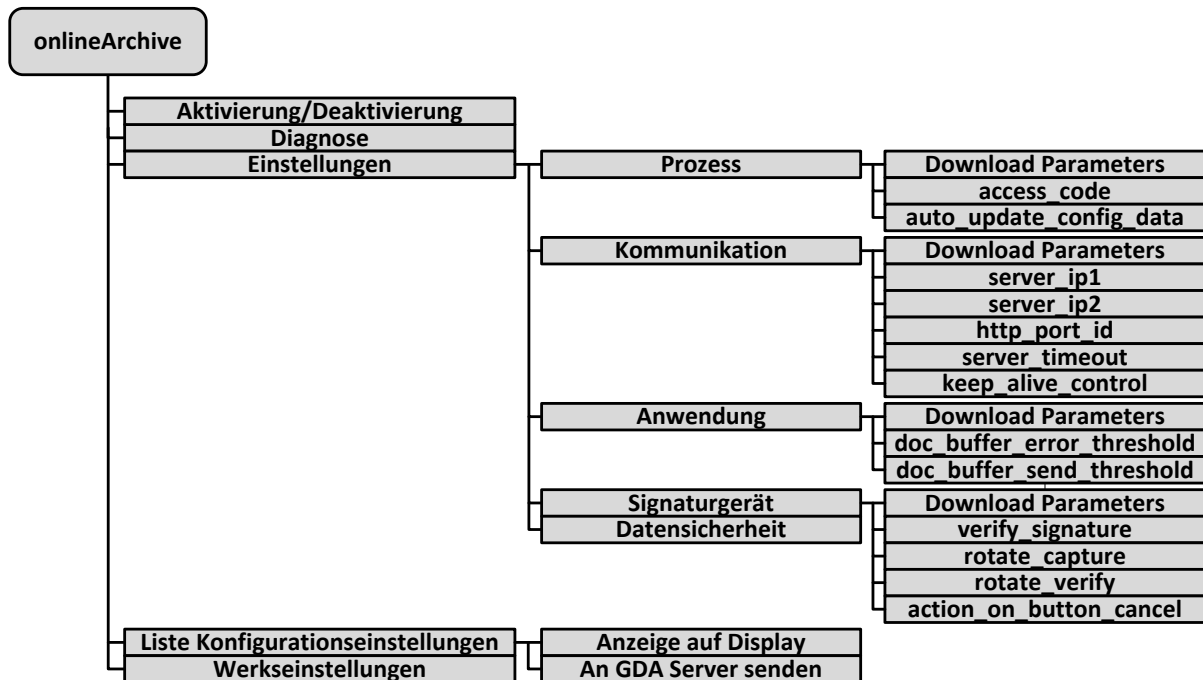 onlineArchive
Aktivierung/Deaktivierung
Diagnose
Einstellungen
Prozess
Download Parameters
access_code
auto_update_config_data
Kommunikation
Download Parameters
server_ip1
server_ip2
http_port_id
server_timeout
keep_alive_control
Anwendung
Download Parameters
doc_buffer_error_threshold
doc_buffer_send_threshold
Signaturgerät
Download Parameters
verify_signature
rotate_capture
rotate_verify
action_on_button_cancel
Datensicherheit
Liste Konfigurationseinstellungen
Anzeige auf Display
An GDA Server senden
Werkseinstellungen